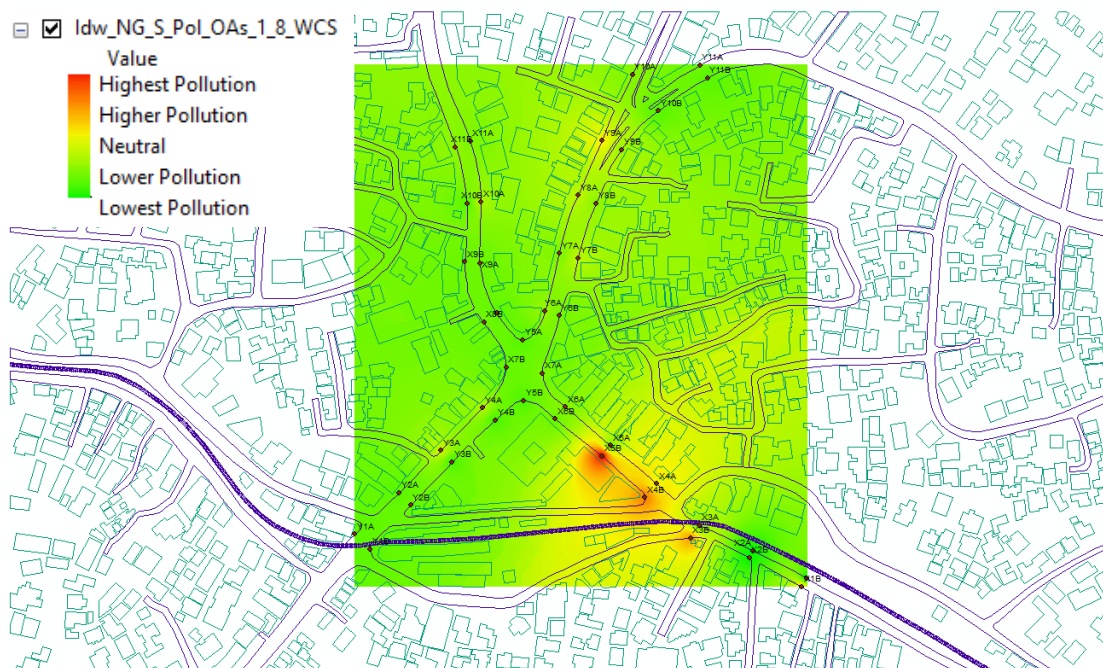 Idw_NG_S_Pol_OAs_1_8_WCS
Value
Highest Pollution
Higher Pollution
Neutral
Lower Pollution
Lowest Pollution
Y11A
Y10A
Y11B
Y10B
X11A
X11B
Y9A
Y9B
Y8A
X10B
X10A
Y8B
Y7A
Y7B
X9B
X9A
Y6A
Y6B
X8B
Y5A
X7B
X7A
Y5B
Y4A
X6A
Y4B
X6B
X5A
Y3A
X5B
Y3B
X4A
Y2A
X4B
Y2B
X3A
Y1A
X3B
X2A
X2B
X1B